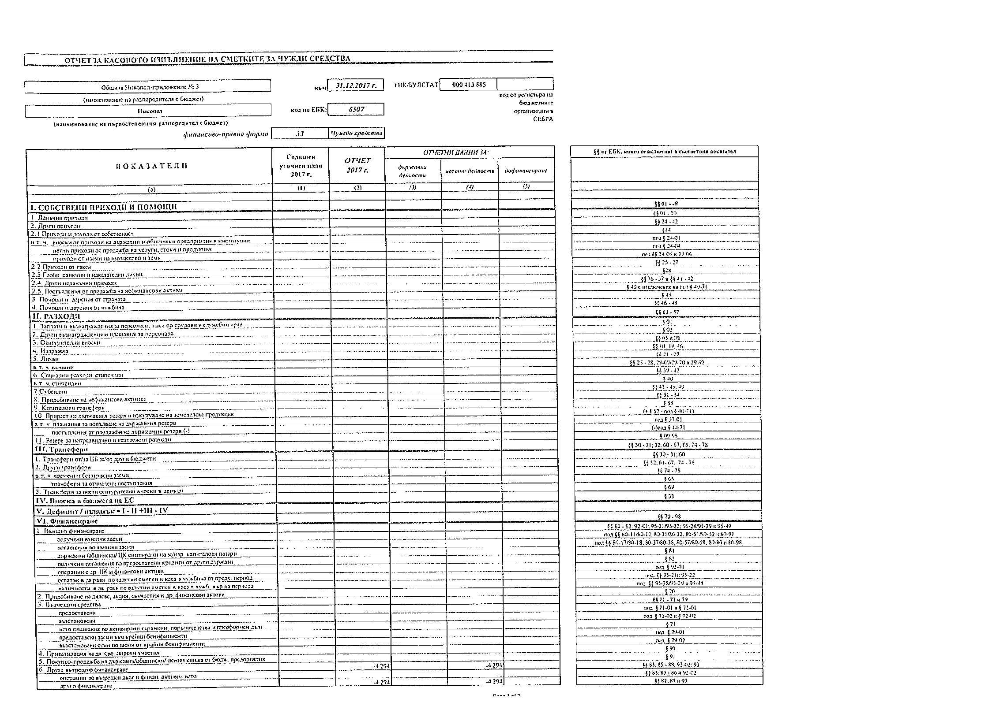 ОТЧЕТ ЗА КАСОВОТО ИЗПЪЛНЕНИЕ НА СМЕТКИТЕ ЗА ЧУЖДИ СРЕДСТВА
Община Никопол-приложение № 3
към
31.12.2017 г.
ЕИК/БУЛСТАТ
000 413 885
(наименование на разпоредителя с бюджет)
код от регистъра на
бюджетните
организации в
СЕБРА
Никопол
код по ЕБК:
6507
(наименование на първостепенния разпоредител с бюджет)
финансово-правна форма
33
Чужди средства
ПОКАЗАТЕЛИ
Годишен
уточнен план
2017 г.
ОТЧЕТ
2017 г.
ОТЧЕТНИ ДАННИ ЗА:
държавни
дейности
местни дейности
дофинансиране
§§ от ЕБК, които се включват в съответния показател
(а) (1) (2) (3) (4) (5)
I. СОБСТВЕНИ ПРИХОДИ И ПОМОЩИ §§ 01 - 48
1. Данъчни приходи §§ 01 - 20
2. Други приходи §§ 24 - 42
2.1 Приходи и доходи от собственост §24
в т. ч. вноски от приходи на държавни и общински предприятия и институции под § 24-01
нетни приходи от продажба на услуги, стоки и продукция под § 24-04
приходи от наеми на имущество и земя под §§ 24-05 и 24-06
2.2 Приходи от такси §§ 25 - 27
2.3 Глоби, санкции и наказателни лихви §28
2.4. Други неданъчни приходи §§ 36 - 37 и §§ 41 - 42
2.5. Постъпления от продажба на нефинансови активи § 40 с изключение на под § 40-71
3. Помощи и дарения от страната § 45
4. Помощи и дарения от чужбина §§ 46 - 48
II. РАЗХОДИ §§ 01 - 57
1. Заплати и възнаграждения за персонала, нает по трудови и служебни прав § 01
2. Други възнаграждения и плащания за персонала § 02
3. Осигурителни вноски §§ 05 и 08
4. Издръжка §§ 10, 19, 46
5. Лихви §§ 21 - 29
в т. ч. външни §§ 25 - 28; 29-69/29-70 и 29-92
6. Социални разходи, стипендии §§ 39 - 42
в т. ч. стипендии § 40
7. Субсидии §§ 43 - 45; 49
8. Придобиване на нефинансови активи §§ 51 - 54
9. Капиталови трансфери § 55
10. Прираст на държавния резерв и изкупуване на земеделска продукция (+ § 57 - под § 40-71)
в т. ч. плащания за попълване на държавния резерв под § 57-01
постъпления от продажби на държавния резерв (-) (-)под § 40-71
11. Резерв за непредвидени и неотложни разходи § 00-98
III. Трансфери §§ 30 - 31; 32; 60 - 67; 69; 74 - 78
1. Трансфери от/за ЦБ за/от други бюджети §§ 30 - 31; 60
2. Други трансфери §§ 32, 61- 67, 74 - 78
в т. ч. временни безлихвени заеми §§ 74 - 78
трансфери за отчислени постъпления § 65
3. Трансфери за поети осигурителни вноски и данъци § 69
IV. Вноска в бюджета на ЕС § 33
V. Дефицит / излишък = I - II +III - IV
VI. Финансиране §§ 70 - 98
1. Външно финансиране §§ 80 - 82, 92-01; 95-21/95-22; 95-28/95-29 и 95-49
получени външни заеми под §§ 80-11/80-12; 80-31/80-32, 80-51/80-52 и 80-97
погашения по външни заеми под §§ 80-17/80-18, 80-37/80-38, 80-57/80-58, 80-80 и 80-98,
държавни /общински/ ЦК емитирани на м/нар. капиталови пазари § 81
получени погашения по предоставени кредити от други държави § 82
операции с др. ЦК и финансови активи под. § 92-01
остатък в лв.равн. по валутни сметки и каса в чужбина от предх. период под. §§ 95-21и 95-22
наличности в лв. равн по валутни сметки и каса в чужб. в кр на периода под. §§ 95-28/95-29 и 95-49
2. Придобиване на дялове, акции, съучастия и др. финансови активи § 70
3. Възмездни средства §§ 71 - 73 и 79
предоставени под. § 71-01 и § 72-01
възстановени под. § 71-02 и § 72-02
нето плащания по активирани гаранции, поръчителства и преоформен дълг § 73
предоставени заеми към крайни бенифициенти под. § 79-01
възстановени суми по заеми от крайни бенифициенти под. § 79-02
4. Приватизация на дялове, акции и участия § 90
5. Покупко-продажба на държавни/общински/ ценни книжа от бюдж. предприятия § 91
6. Друго вътрешно финансиране -4 294 -4 294 §§ 83; 85 - 88, 92-02; 93
операции по вътрешен дълг и финан. активи- нето §§ 83; 85 - 86 и 92-02
друго финансиране -4 294 -4 294 §§ 87; 88 и 93
Page 1 of 2